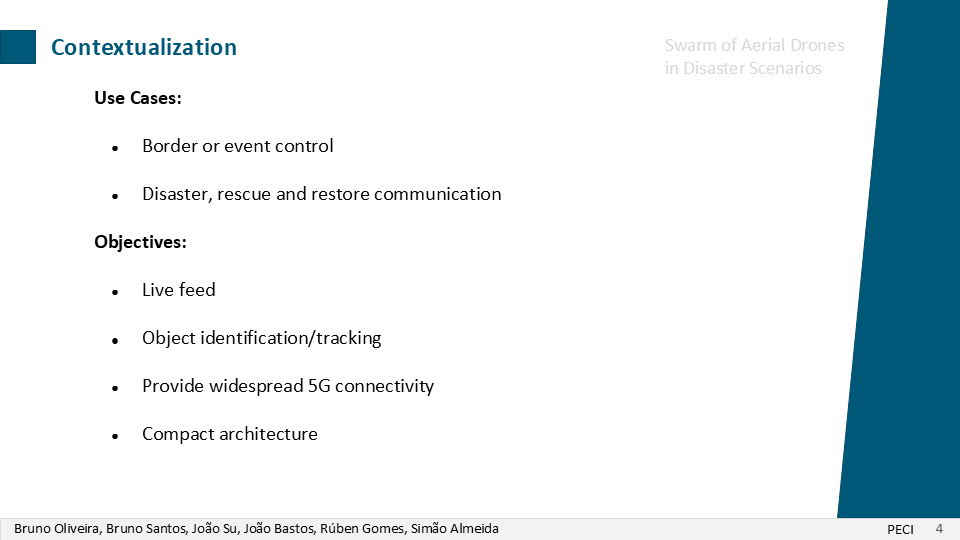 Contextualization
Swarm of Aerial Drones
in Disaster Scenarios
Use Cases:
● Border or event control
● Disaster, rescue and restore communication
Objectives:
● Live feed
● Object identification/tracking
● Provide widespread 5G connectivity
● Compact architecture
Bruno Oliveira, Bruno Santos, João Su, João Bastos, Rúben Gomes, Simão Almeida
PECI 4